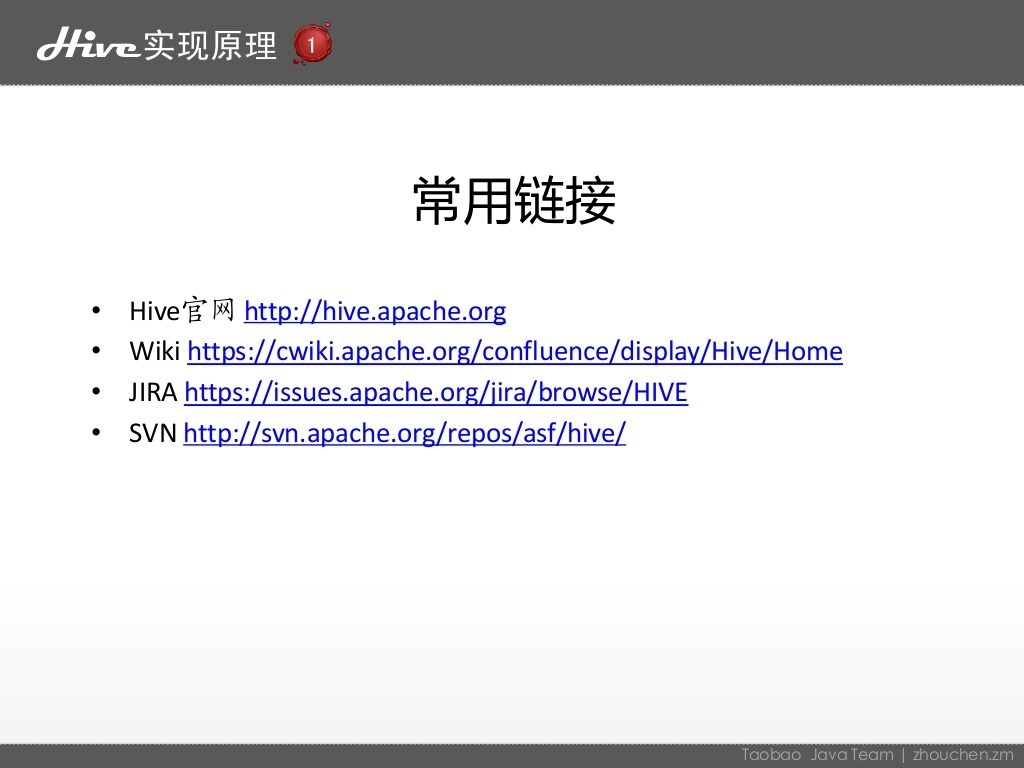 Hive实现原理 1
常用链接
• Hive官网 http://hive.apache.org
• Wiki https://cwiki.apache.org/confluence/display/Hive/Home
• JIRA https://issues.apache.org/jira/browse/HIVE
• SVN http://svn.apache.org/repos/asf/hive/
Taobao Java Team | zhouchen.zm